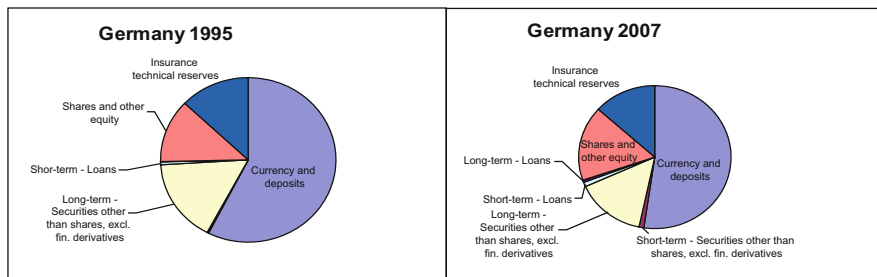 Germany 1995
Insurance
technical reserves
Shares and other
equity
Shor-term - Loans
Long-term -
Securities other
than shares, excl.
fin. derivatives
Currency and
deposits
Germany 2007
Insurance
technical reserves
Shares and
other equity
Long-term - Loans
Short-term - Loans
Long-term -
Securities other
than shares, excl.
fin. derivatives
Currency and
deposits
Short-term - Securities other than
shares, excl. fin. derivatives